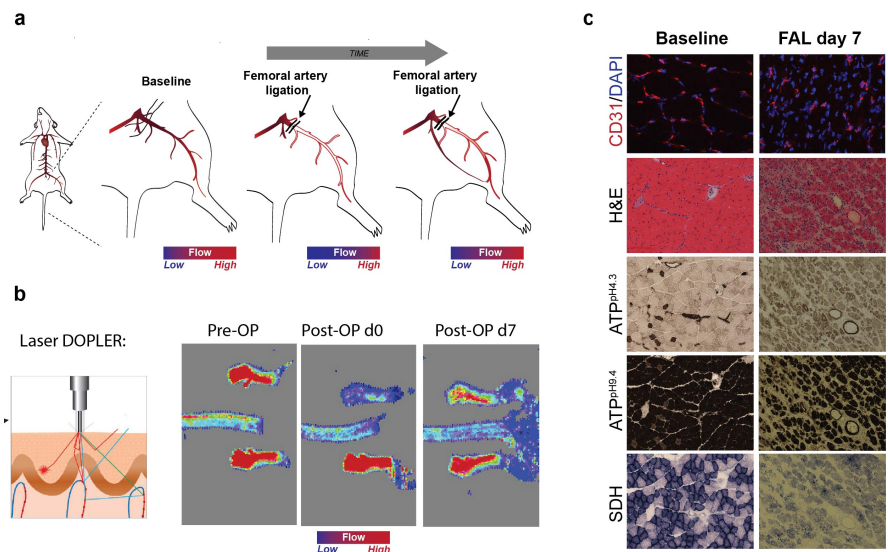 a
TIME
Baseline
Femoral artery
ligation
Femoral artery
ligation
Flow
Low High
Flow
Low High
Flow
Low High
b
Laser DOPLER:
Pre-OP
Post-OP d0
Post-OP d7
Flow
Low High
c
Baseline
FAL day 7
CD31/DAPI
H&E
ATPpH4.3
ATPpH9.4
SDH